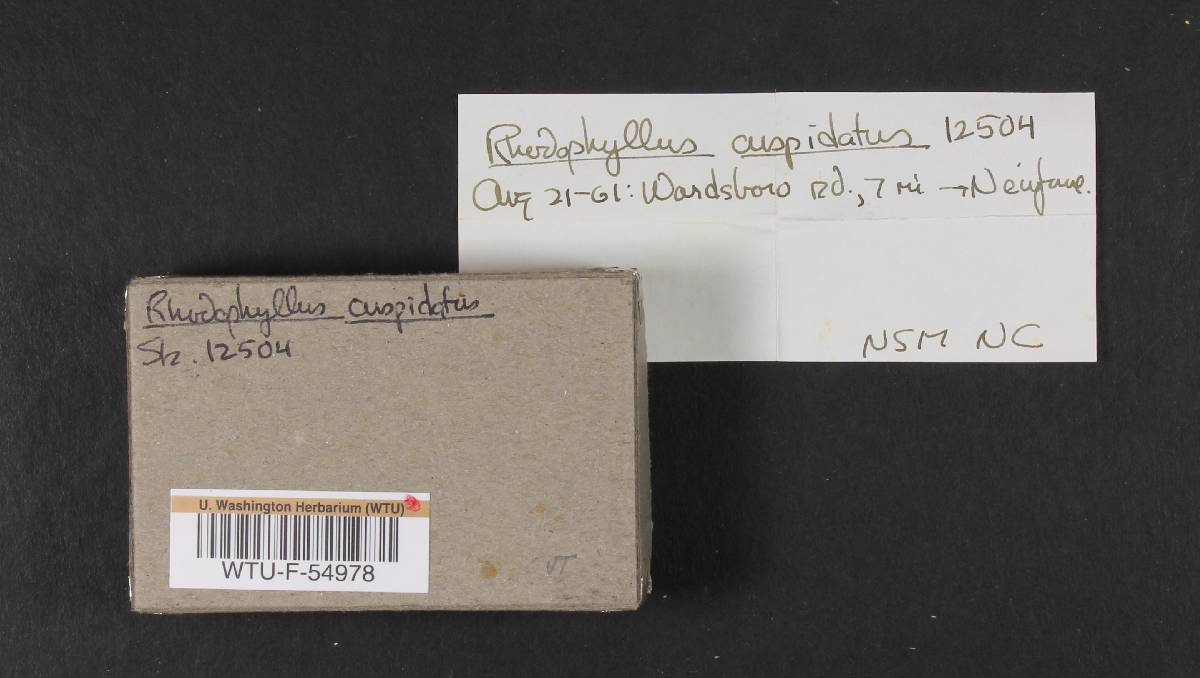 Rhodophyllus cuspidatus 12504
Aug 21-61: Wardsboro Rd., 7 mi → Newfane.
NSM NC
Rhodophyllus cuspidatus
Stz. 12504
U. Washington Herbarium (WTU)
WTU-F-54978
VT